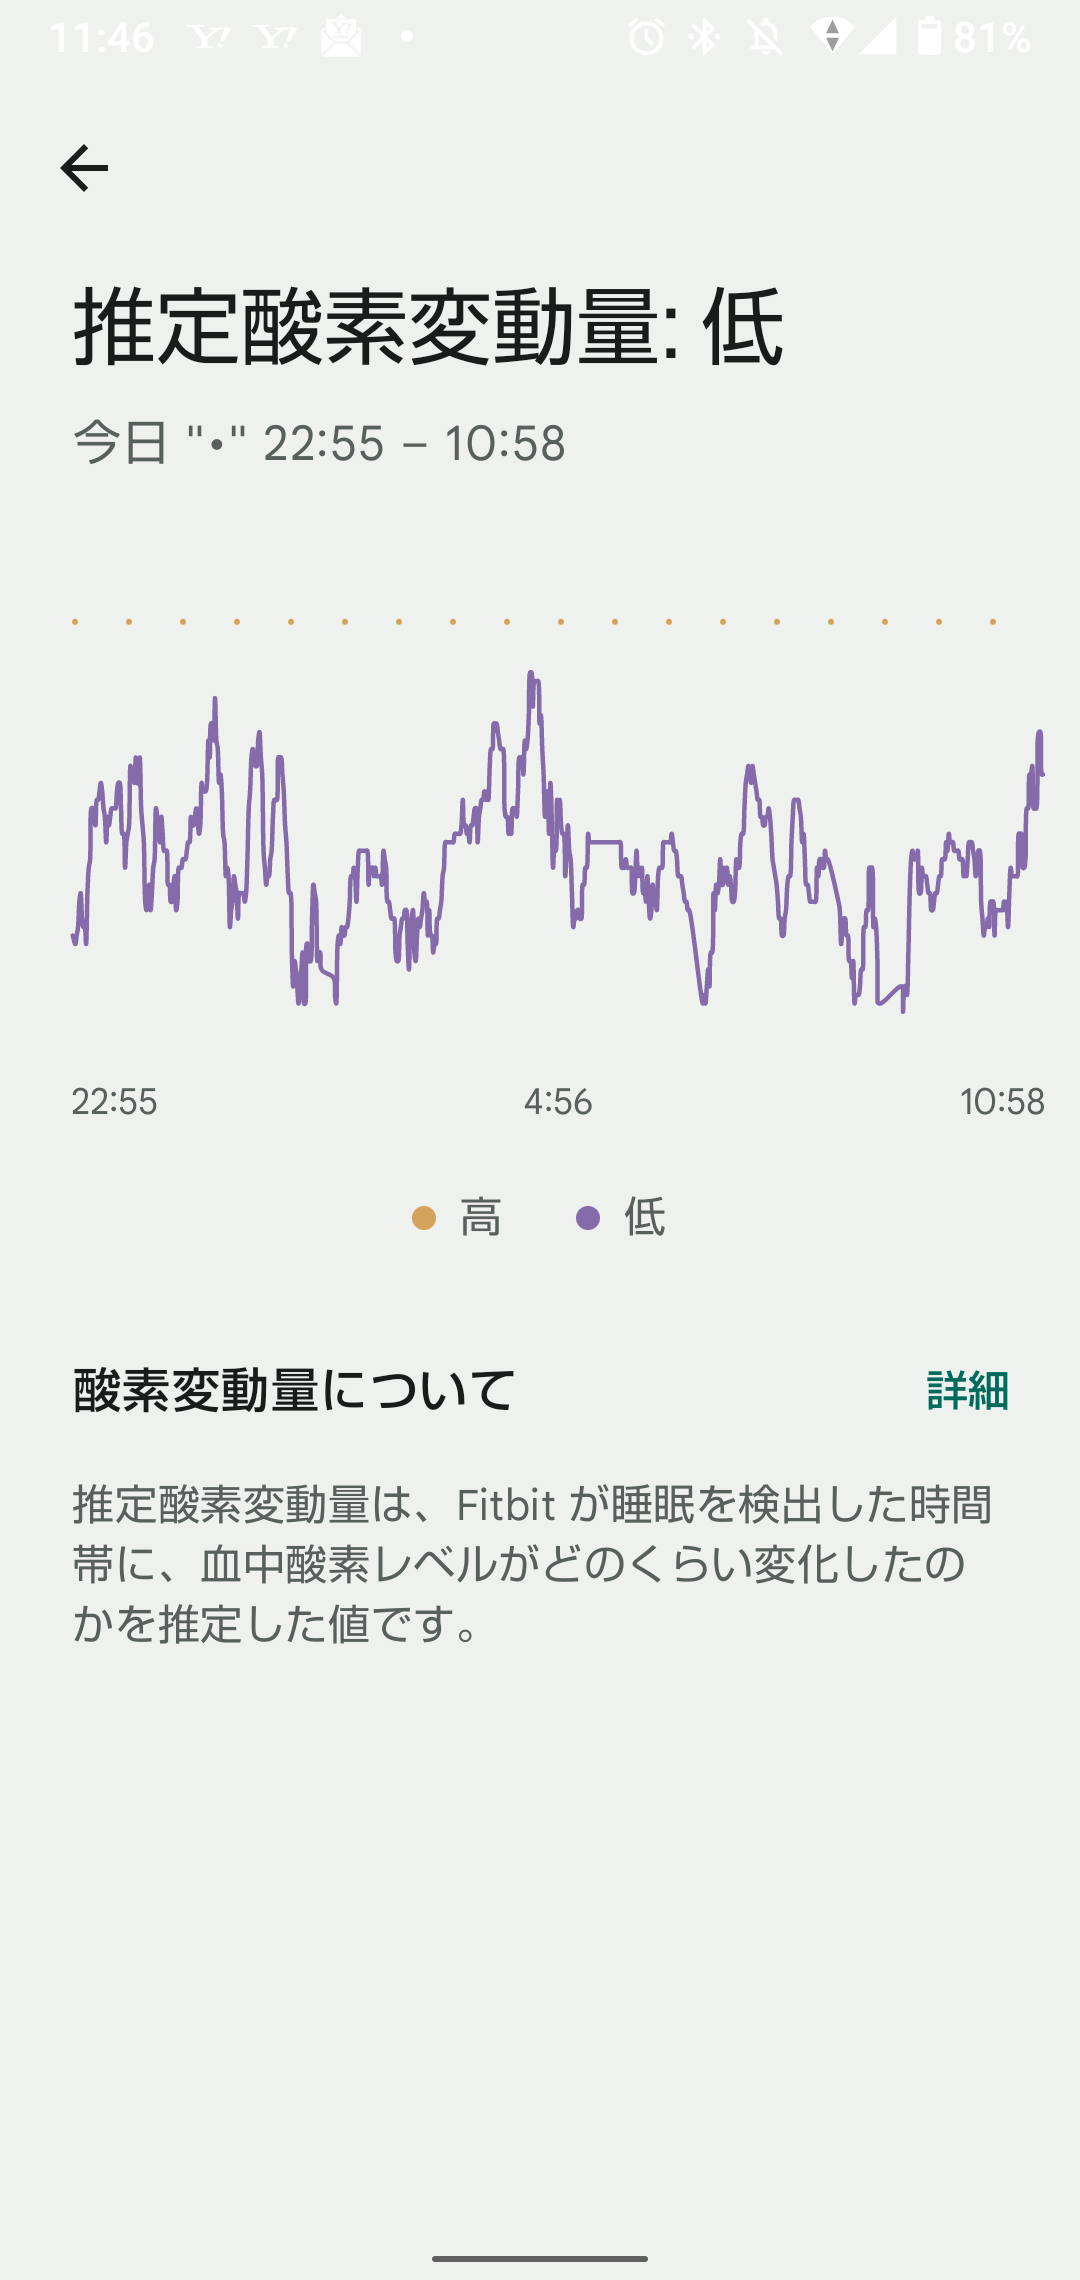 11:46 Y! Y! Y! 81%
推定酸素変動量: 低
今日 "•" 22:55 – 10:58
22:55 4:56 10:58
高 低
酸素変動量について 詳細
推定酸素変動量は、Fitbit が睡眠を検出した時間
帯に、血中酸素レベルがどのくらい変化したの
かを推定した値です。